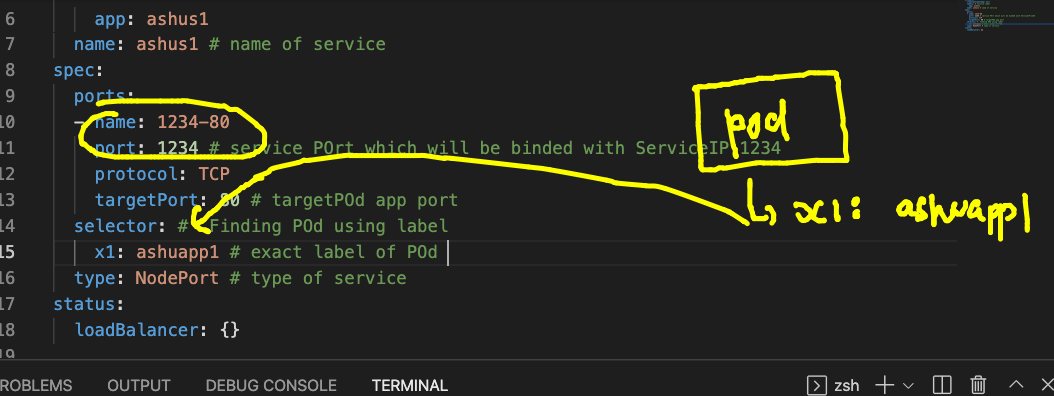 6 app: ashus1
7 name: ashus1 # name of service
8 spec:
9 ports:
10 - name: 1234-80
11 port: 1234 # service POrt which will be binded with ServiceIP:1234
12 protocol: TCP
13 targetPort: 80 # targetPOd app port
14 selector: # Finding POd using label
15 x1: ashuapp1 # exact label of POd
16 type: NodePort # type of service
17 status:
18 loadBalancer: {}
19
pod
x1: ashuapp1
ROBLEMS OUTPUT DEBUG CONSOLE TERMINAL zsh